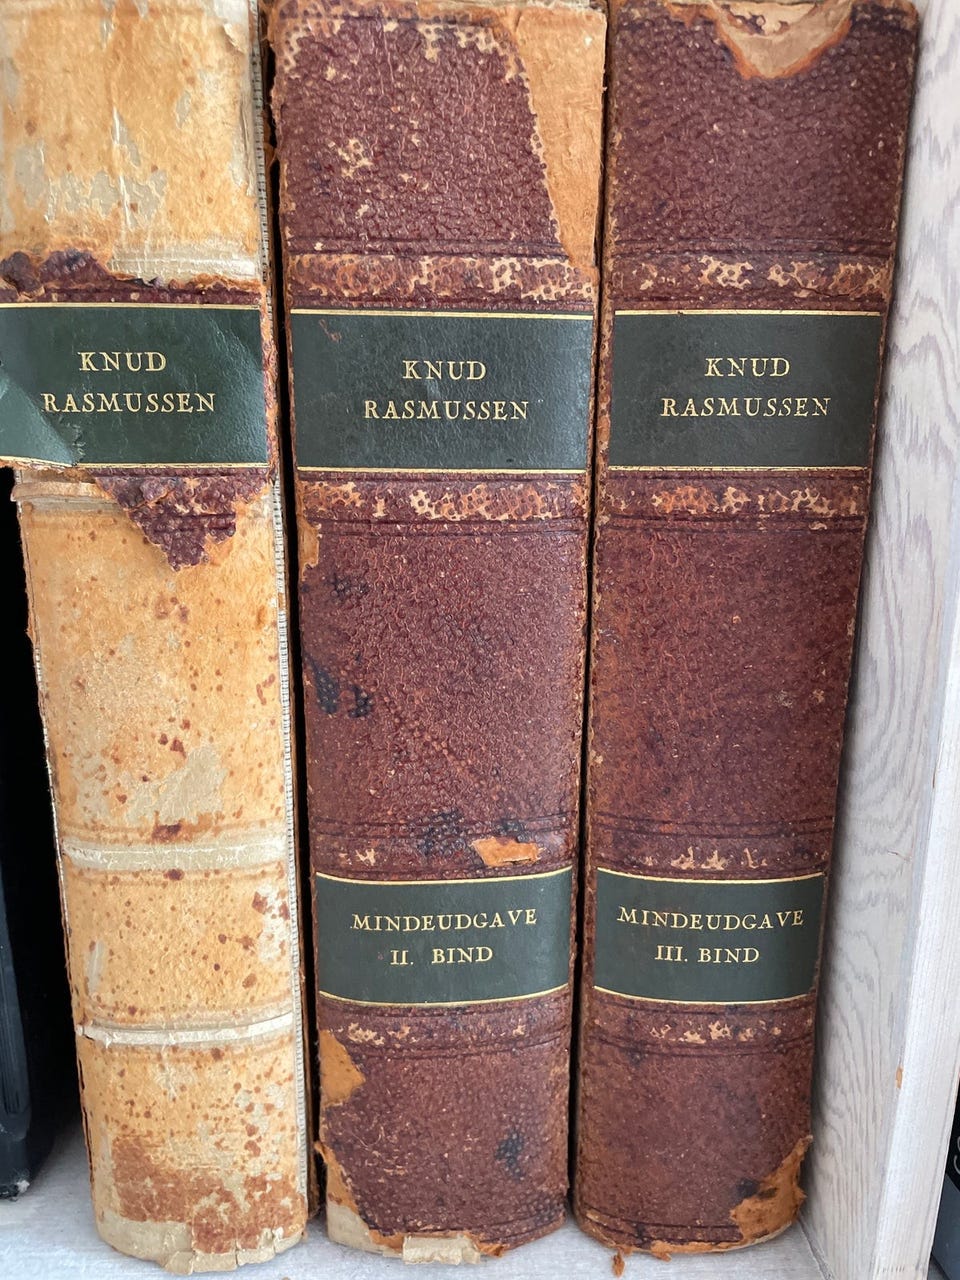 KNUD
RASMUSSEN
KNUD
RASMUSSEN
MINDEUDGAVE
II. BIND
KNUD
RASMUSSEN
MINDEUDGAVE
III. BIND